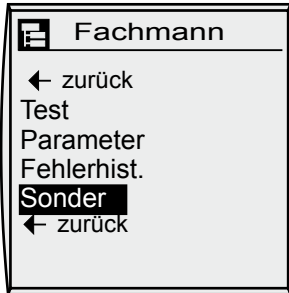 Fachmann
← zurück
Test
Parameter
Fehlerhist.
Sonder
← zurück